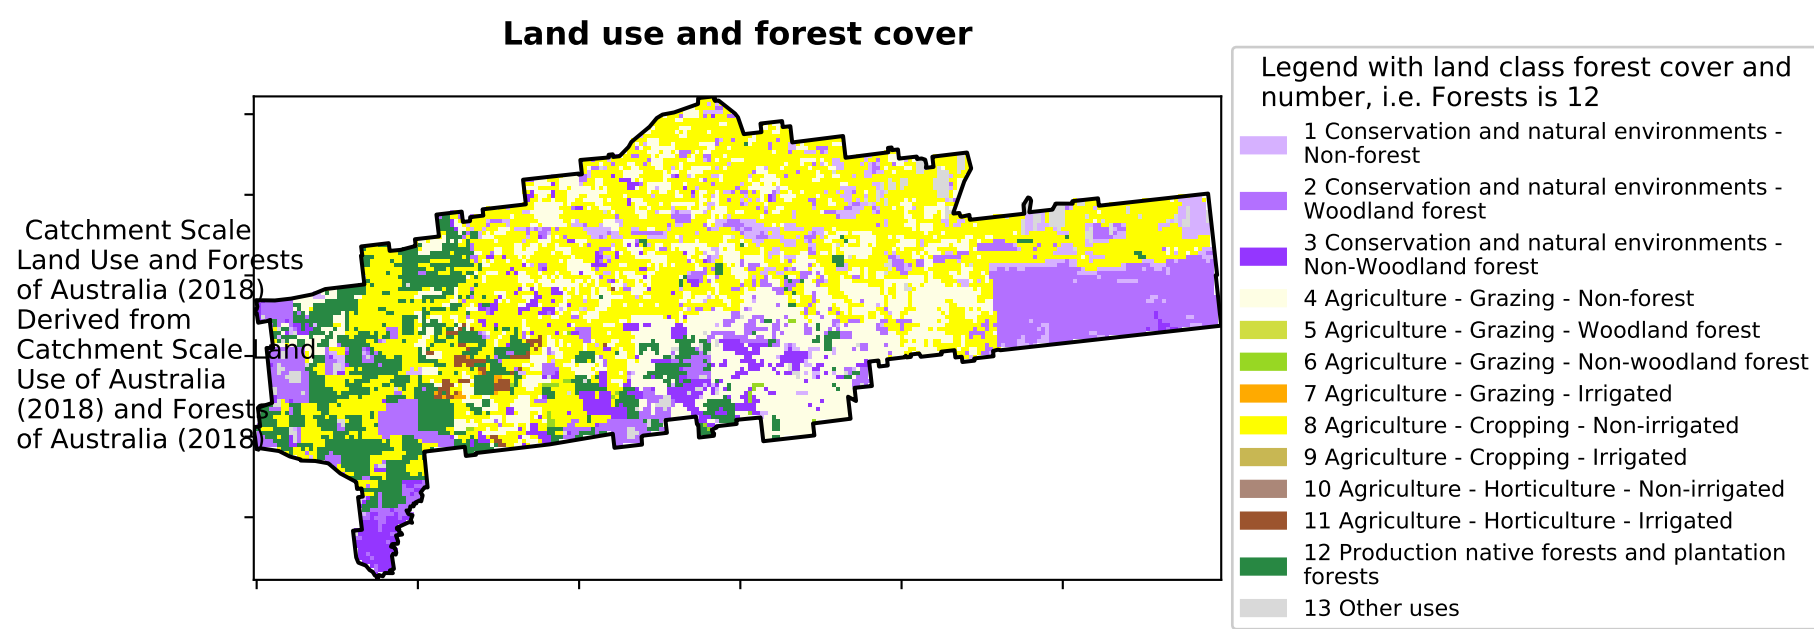 Land use and forest cover
Catchment Scale
Land Use and Forests
of Australia (2018)
Derived from
Catchment Scale Land
Use of Australia
(2018) and Forests
of Australia (2018)
Legend with land class forest cover and
number, i.e. Forests is 12
1 Conservation and natural environments -
Non-forest
2 Conservation and natural environments -
Woodland forest
3 Conservation and natural environments -
Non-Woodland forest
4 Agriculture - Grazing - Non-forest
5 Agriculture - Grazing - Woodland forest
6 Agriculture - Grazing - Non-woodland forest
7 Agriculture - Grazing - Irrigated
8 Agriculture - Cropping - Non-irrigated
9 Agriculture - Cropping - Irrigated
10 Agriculture - Horticulture - Non-irrigated
11 Agriculture - Horticulture - Irrigated
12 Production native forests and plantation
forests
13 Other uses